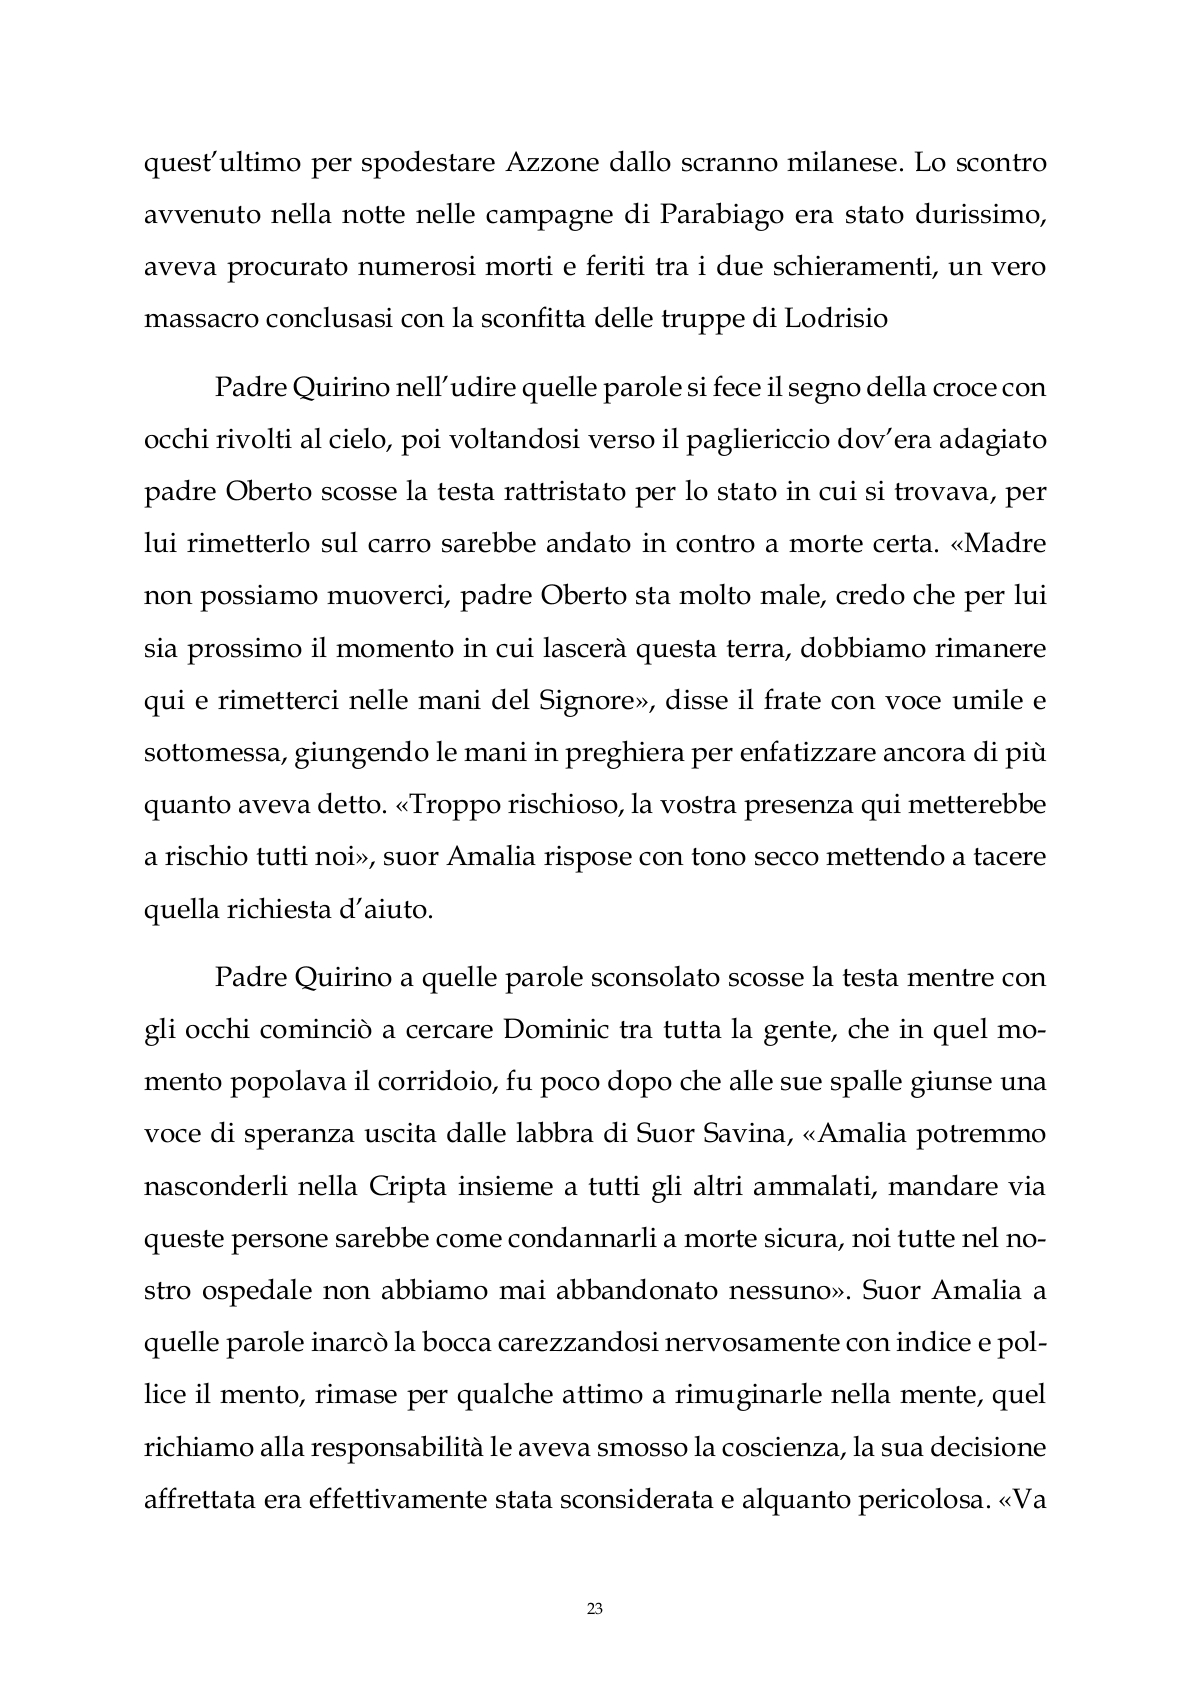 quest’ultimo per spodestare Azzone dallo scranno milanese. Lo scontro
avvenuto nella notte nelle campagne di Parabiago era stato durissimo,
aveva procurato numerosi morti e feriti tra i due schieramenti, un vero
massacro conclusasi con la sconfitta delle truppe di Lodrisio
Padre Quirino nell’udire quelle parole si fece il segno della croce con
occhi rivolti al cielo, poi voltandosi verso il pagliericcio dov’era adagiato
padre Oberto scosse la testa rattristato per lo stato in cui si trovava, per
lui rimetterlo sul carro sarebbe andato in contro a morte certa. «Madre
non possiamo muoverci, padre Oberto sta molto male, credo che per lui
sia prossimo il momento in cui lascerà questa terra, dobbiamo rimanere
qui e rimetterci nelle mani del Signore», disse il frate con voce umile e
sottomessa, giungendo le mani in preghiera per enfatizzare ancora di più
quanto aveva detto. «Troppo rischioso, la vostra presenza qui metterebbe
a rischio tutti noi», suor Amalia rispose con tono secco mettendo a tacere
quella richiesta d’aiuto.
Padre Quirino a quelle parole sconsolato scosse la testa mentre con
gli occhi cominciò a cercare Dominic tra tutta la gente, che in quel mo-
mento popolava il corridoio, fu poco dopo che alle sue spalle giunse una
voce di speranza uscita dalle labbra di Suor Savina, «Amalia potremmo
nasconderli nella Cripta insieme a tutti gli altri ammalati, mandare via
queste persone sarebbe come condannarli a morte sicura, noi tutte nel no-
stro ospedale non abbiamo mai abbandonato nessuno». Suor Amalia a
quelle parole inarcò la bocca carezzandosi nervosamente con indice e pol-
lice il mento, rimase per qualche attimo a rimuginarle nella mente, quel
richiamo alla responsabilità le aveva smosso la coscienza, la sua decisione
affrettata era effettivamente stata sconsiderata e alquanto pericolosa. «Va
23